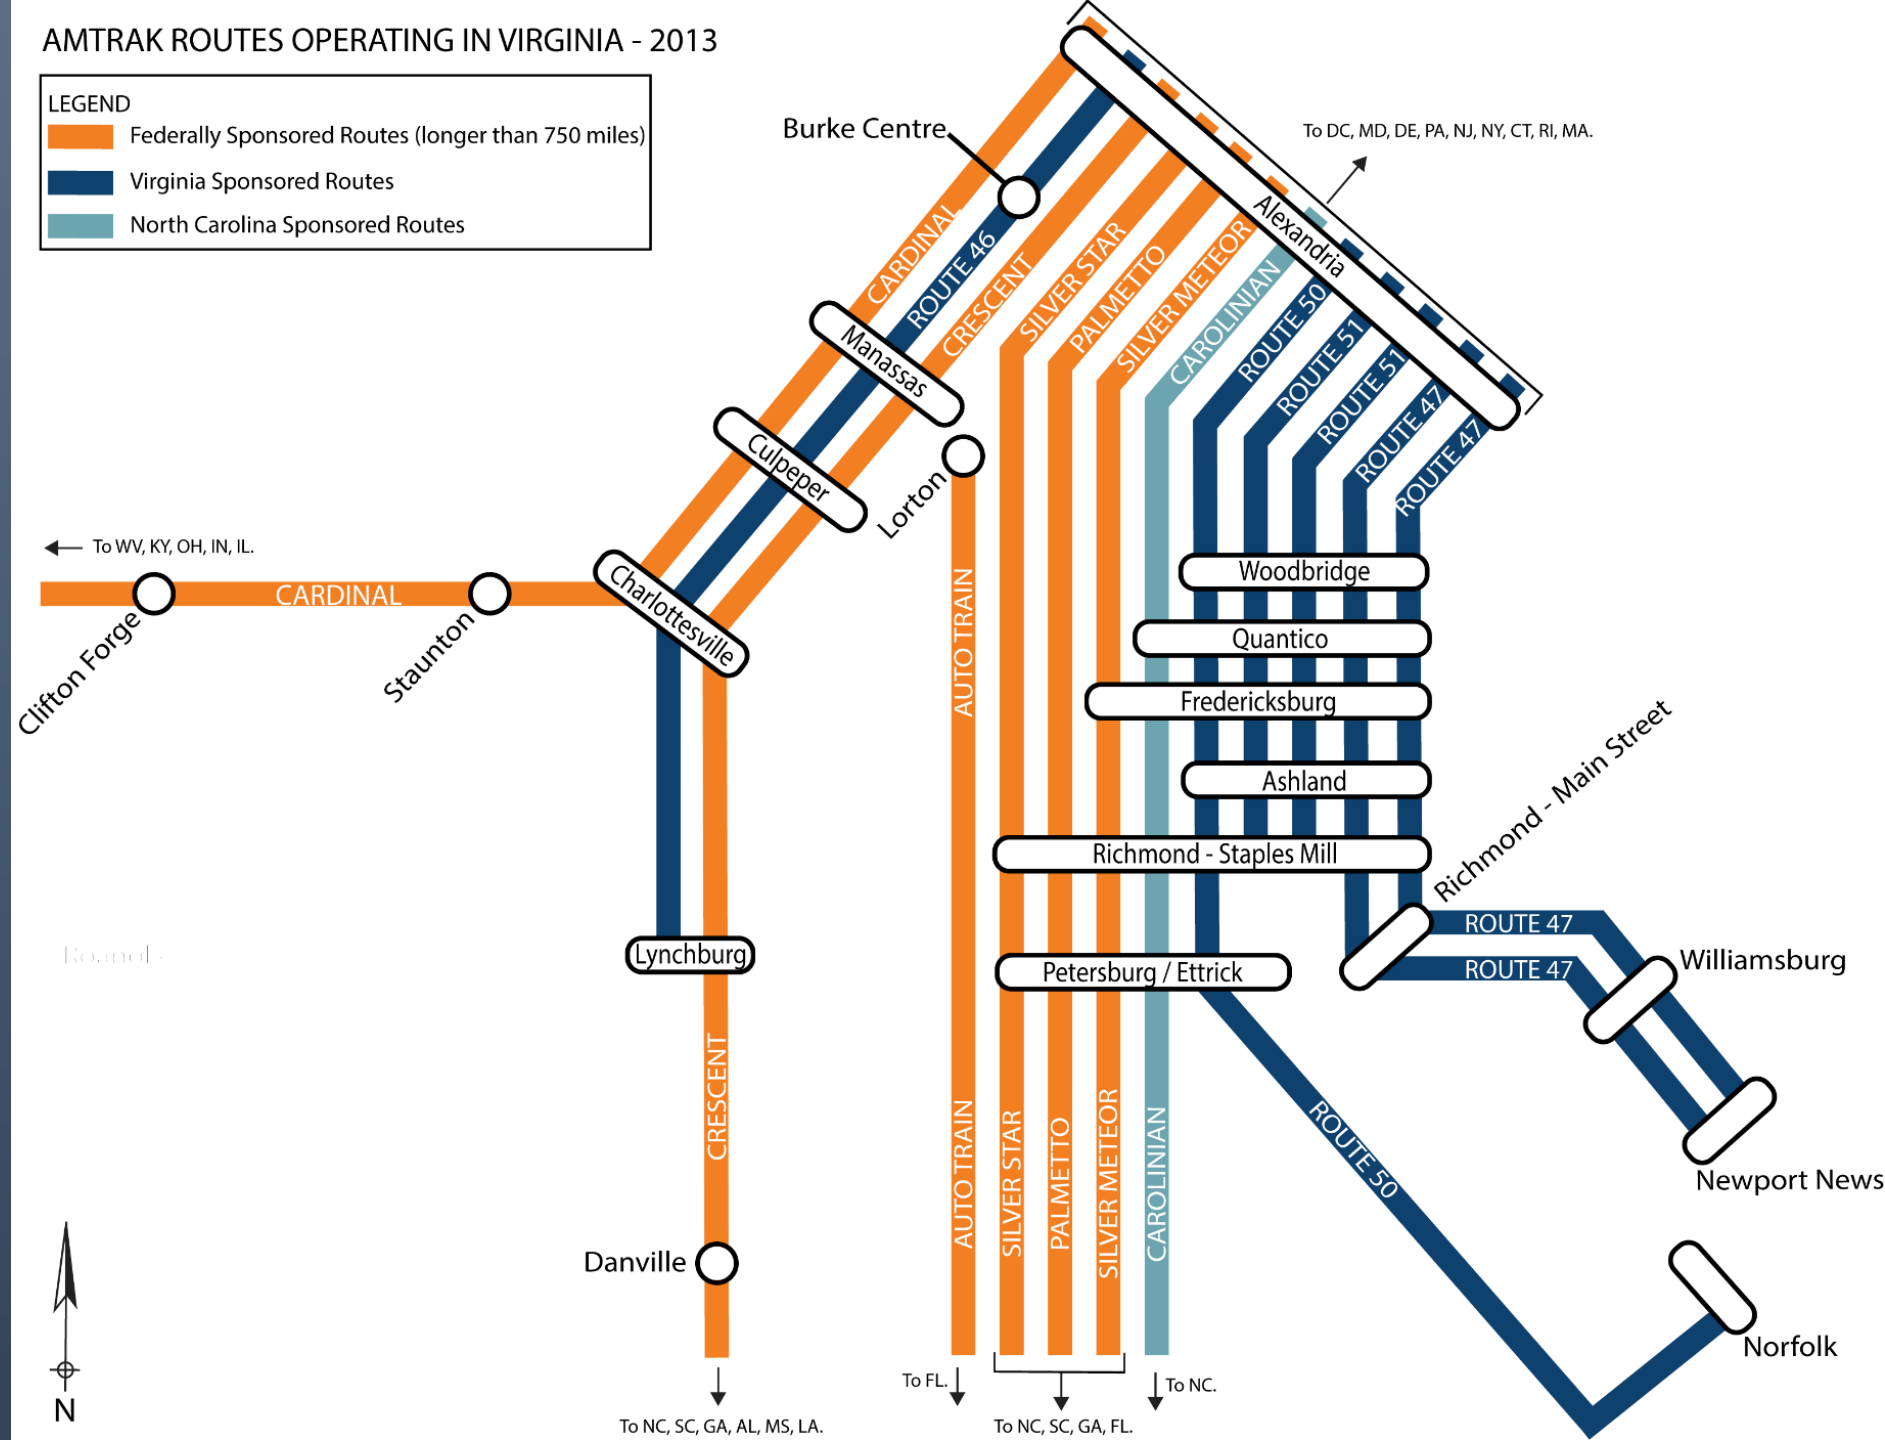 AMTRAK ROUTES OPERATING IN VIRGINIA - 2013
LEGEND
Federally Sponsored Routes (longer than 750 miles)
Virginia Sponsored Routes
North Carolina Sponsored Routes
To DC, MD, DE, PA, NJ, NY, CT, RI, MA.
Burke Centre
Alexandria
CARDINAL
ROUTE 46
CRESCENT
SILVER STAR
PALMETTO
SILVER METEOR
CAROLINIAN
ROUTE 50
ROUTE 51
ROUTE 51
ROUTE 47
ROUTE 47
Manassas
Culpeper
Lorton
To WV, KY, OH, IN, IL.
CARDINAL
Clifton Forge
Staunton
Charlottesville
AUTO TRAIN
Woodbridge
Quantico
Fredericksburg
Ashland
Richmond - Staples Mill
Richmond - Main Street
ROUTE 47
ROUTE 47
Williamsburg
Lynchburg
Petersburg / Ettrick
CRESCENT
AUTO TRAIN
SILVER STAR
PALMETTO
SILVER METEOR
CAROLINIAN
ROUTE 50
Newport News
Danville
Norfolk
N
To NC, SC, GA, AL, MS, LA.
To FL.
To NC, SC, GA, FL.
To NC.